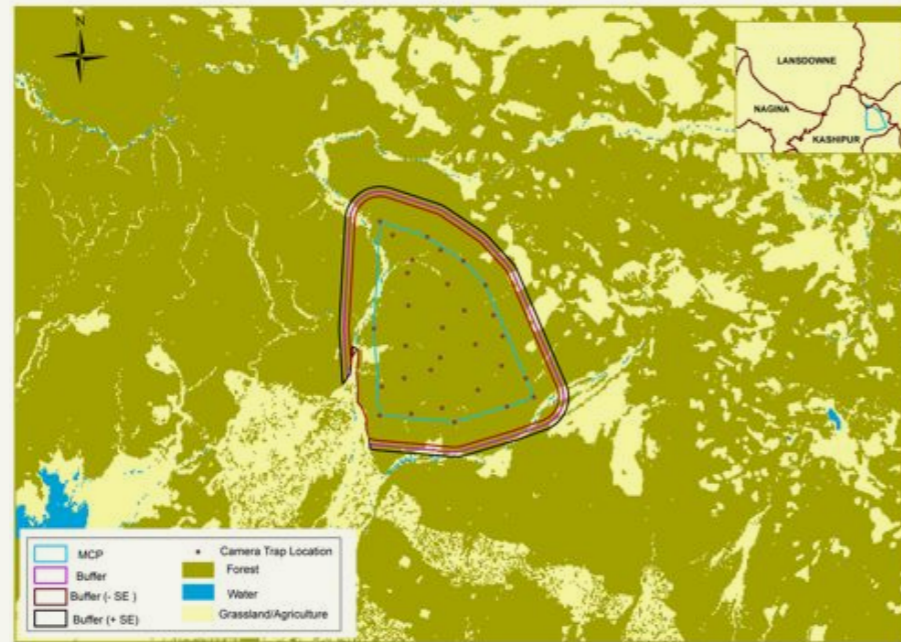 N
LANSDOWNE
NAGINA
KASHIPUR
MCP
Buffer
Buffer (- SE )
Buffer (+ SE)
Camera Trap Location
Forest
Water
Grassland/Agriculture